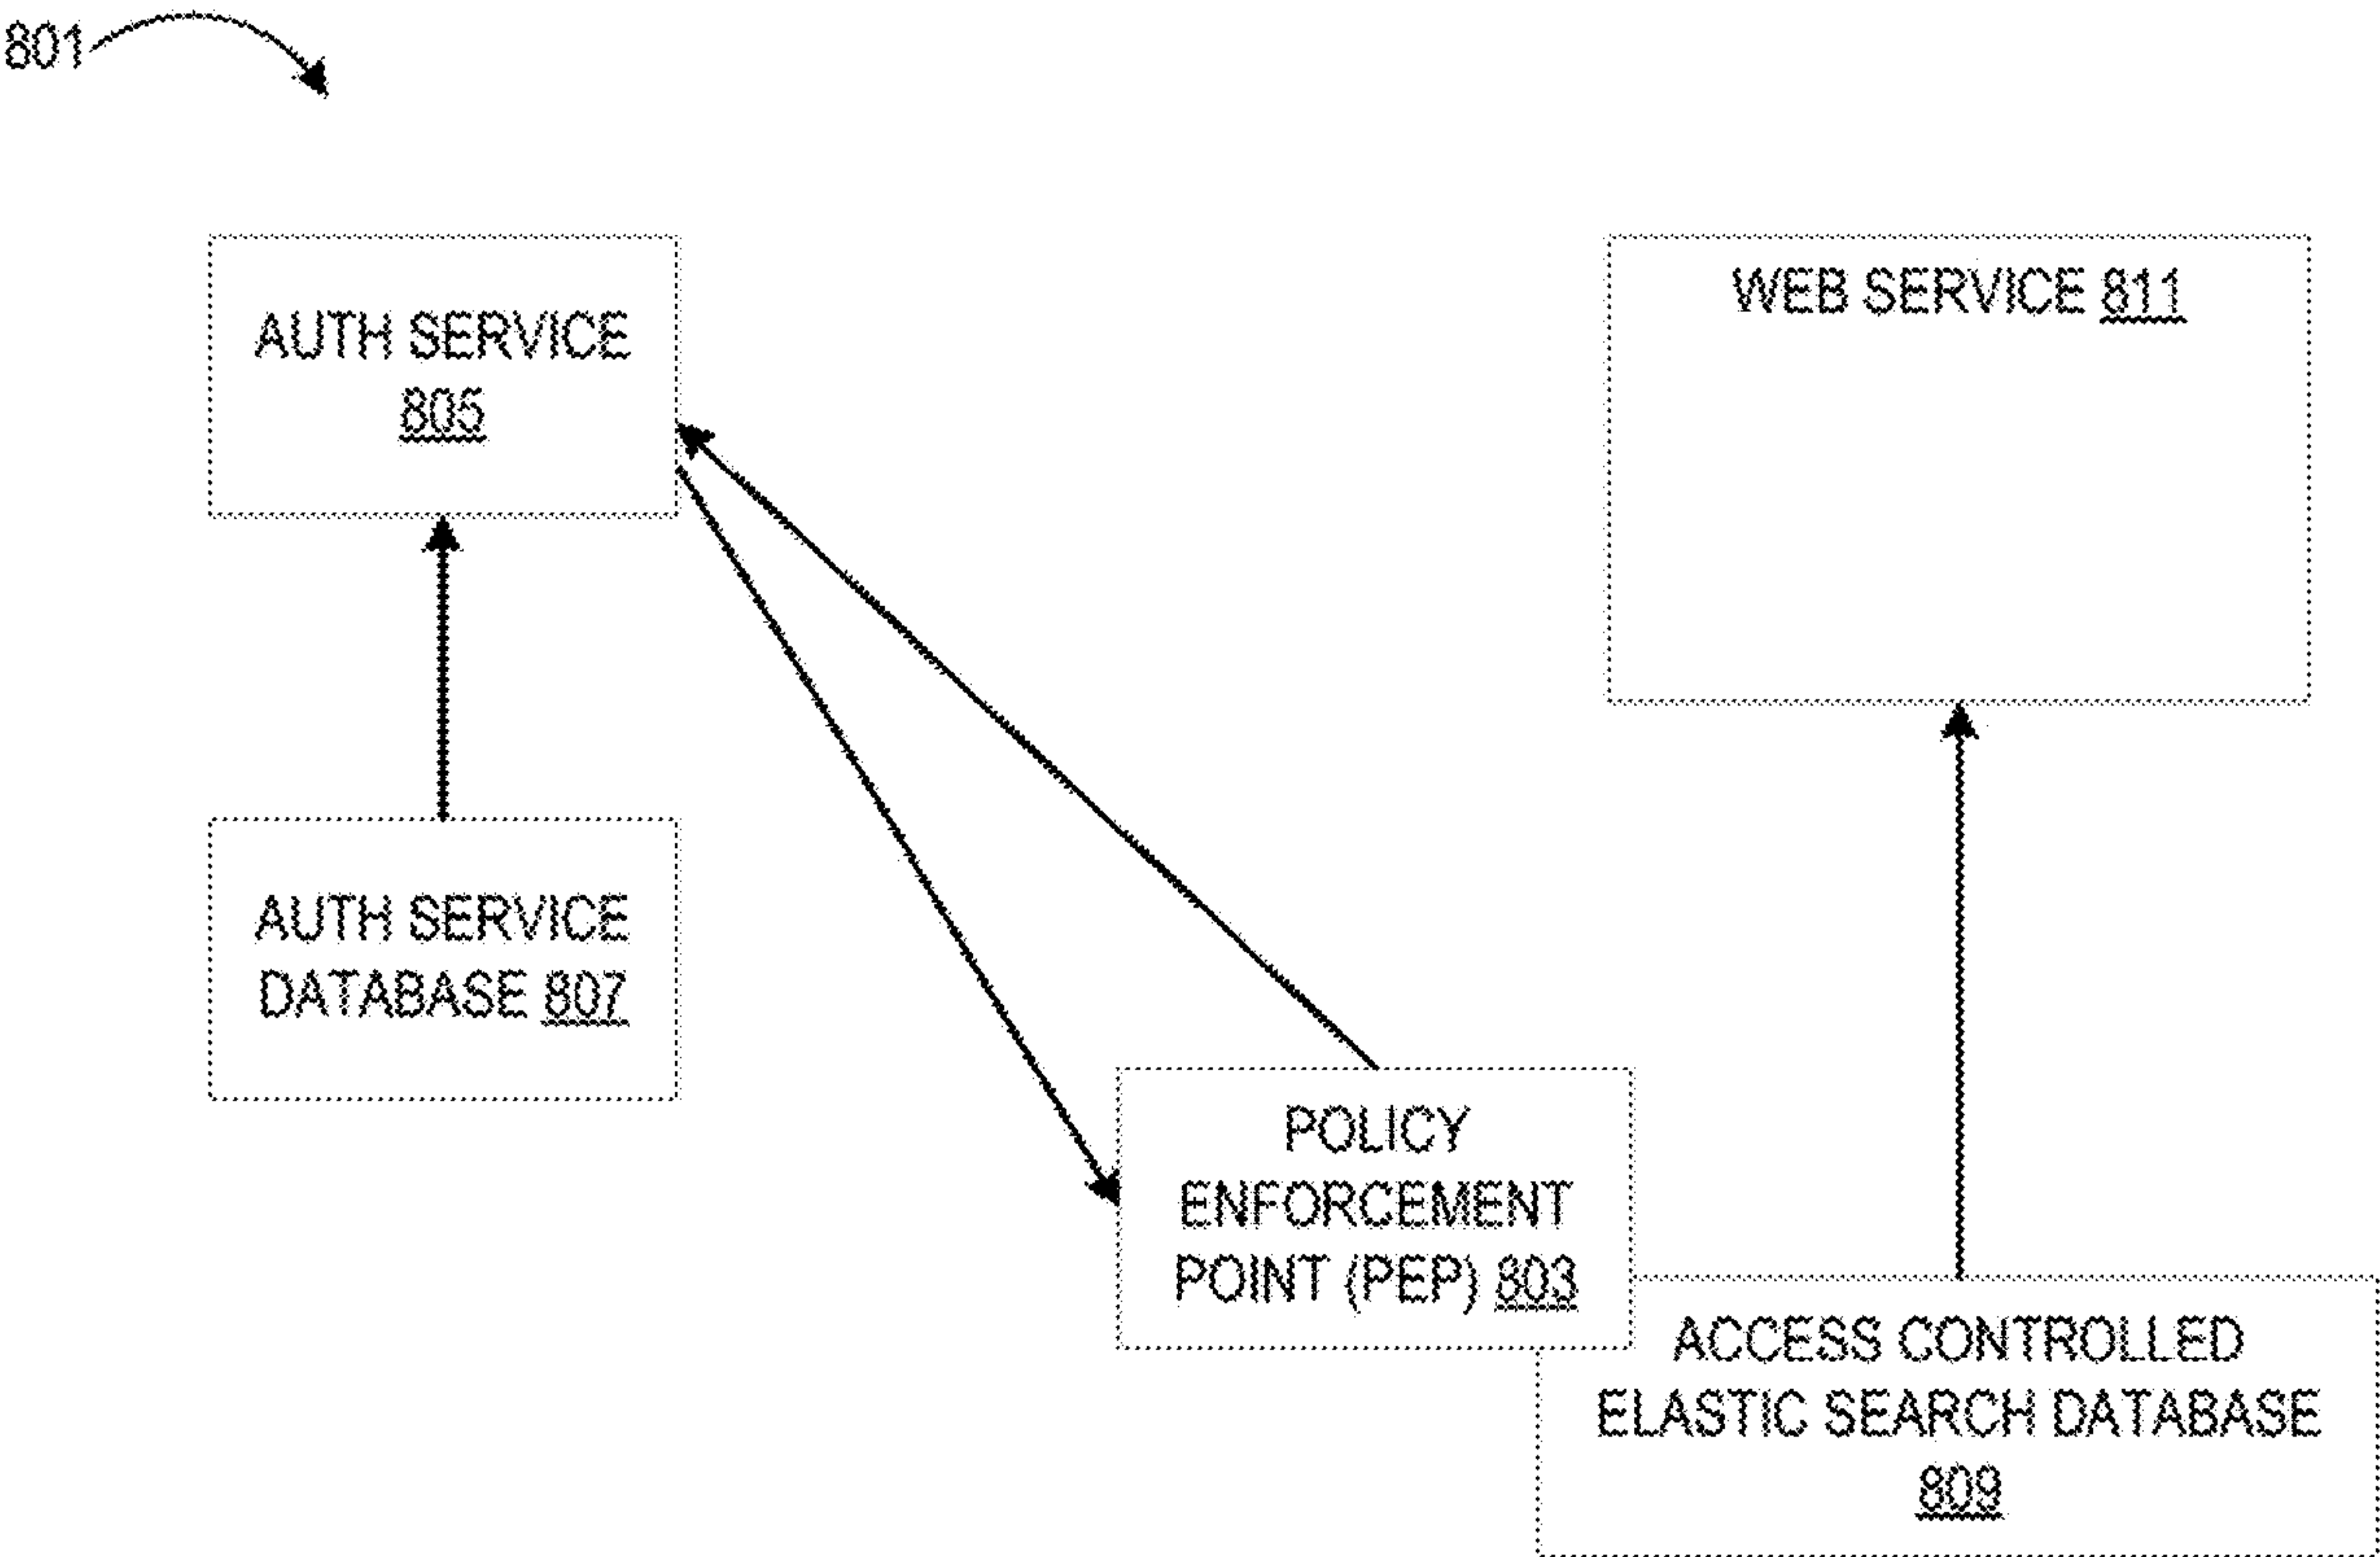 801
AUTH SERVICE
805
WEB SERVICE 811
AUTH SERVICE
DATABASE 807
POLICY
ENFORCEMENT
POINT (PEP) 803
ACCESS CONTROLLED
ELASTIC SEARCH DATABASE
809